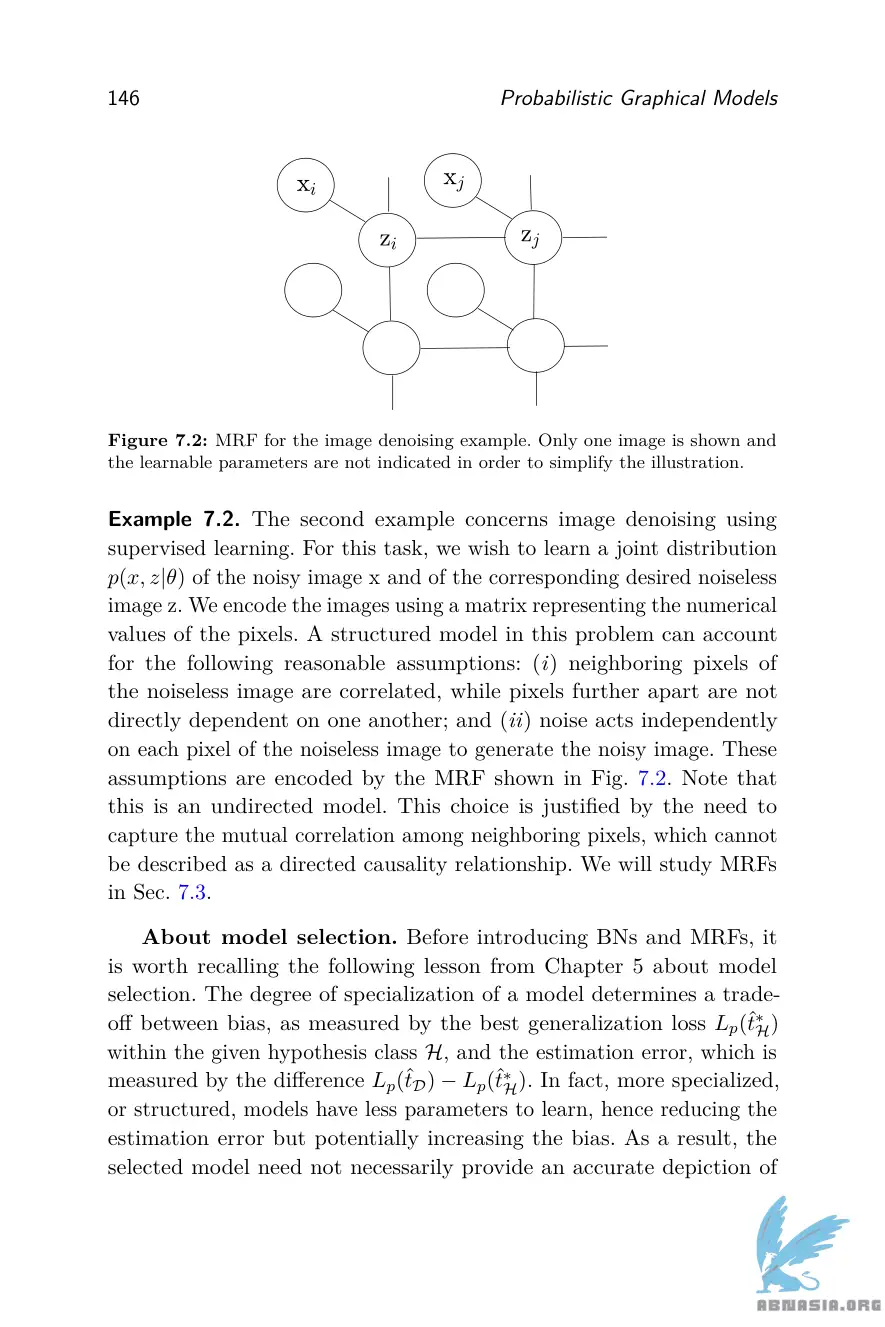 146 Probabilistic Graphical Models
xᵢ xⱼ
zᵢ zⱼ
Figure 7.2: MRF for the image denoising example. Only one image is shown and
the learnable parameters are not indicated in order to simplify the illustration.
Example 7.2. The second example concerns image denoising using
supervised learning. For this task, we wish to learn a joint distribution
p(x, z|θ) of the noisy image x and of the corresponding desired noiseless
image z. We encode the images using a matrix representing the numerical
values of the pixels. A structured model in this problem can account
for the following reasonable assumptions: (i) neighboring pixels of
the noiseless image are correlated, while pixels further apart are not
directly dependent on one another; and (ii) noise acts independently
on each pixel of the noiseless image to generate the noisy image. These
assumptions are encoded by the MRF shown in Fig. 7.2. Note that
this is an undirected model. This choice is justified by the need to
capture the mutual correlation among neighboring pixels, which cannot
be described as a directed causality relationship. We will study MRFs
in Sec. 7.3.
About model selection. Before introducing BNs and MRFs, it
is worth recalling the following lesson from Chapter 5 about model
selection. The degree of specialization of a model determines a trade-
off between bias, as measured by the best generalization loss L_p(t̂*_ℋ)
within the given hypothesis class ℋ, and the estimation error, which is
measured by the difference L_p(t̂_𝒟) − L_p(t̂*_ℋ). In fact, more specialized,
or structured, models have less parameters to learn, hence reducing the
estimation error but potentially increasing the bias. As a result, the
selected model need not necessarily provide an accurate depiction of
ABNASIA.ORG